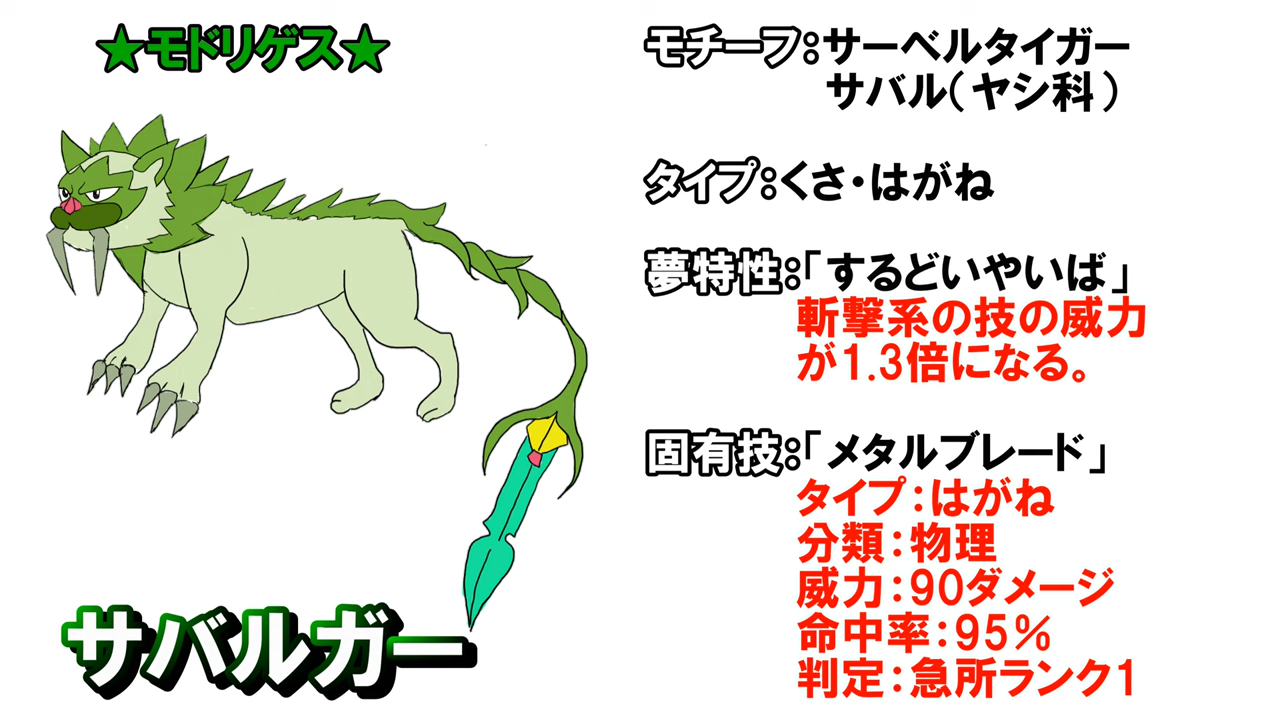 ★モドリゲス★
モチーフ:サーベルタイガー
サバル(ヤシ科)
タイプ:くさ・はがね
夢特性:「するどいやいば」
斬撃系の技の威力
が1.3倍になる。
固有技:「メタルブレード」
タイプ:はがね
分類:物理
威力:90ダメージ
命中率:95%
判定:急所ランク1
サバルガー